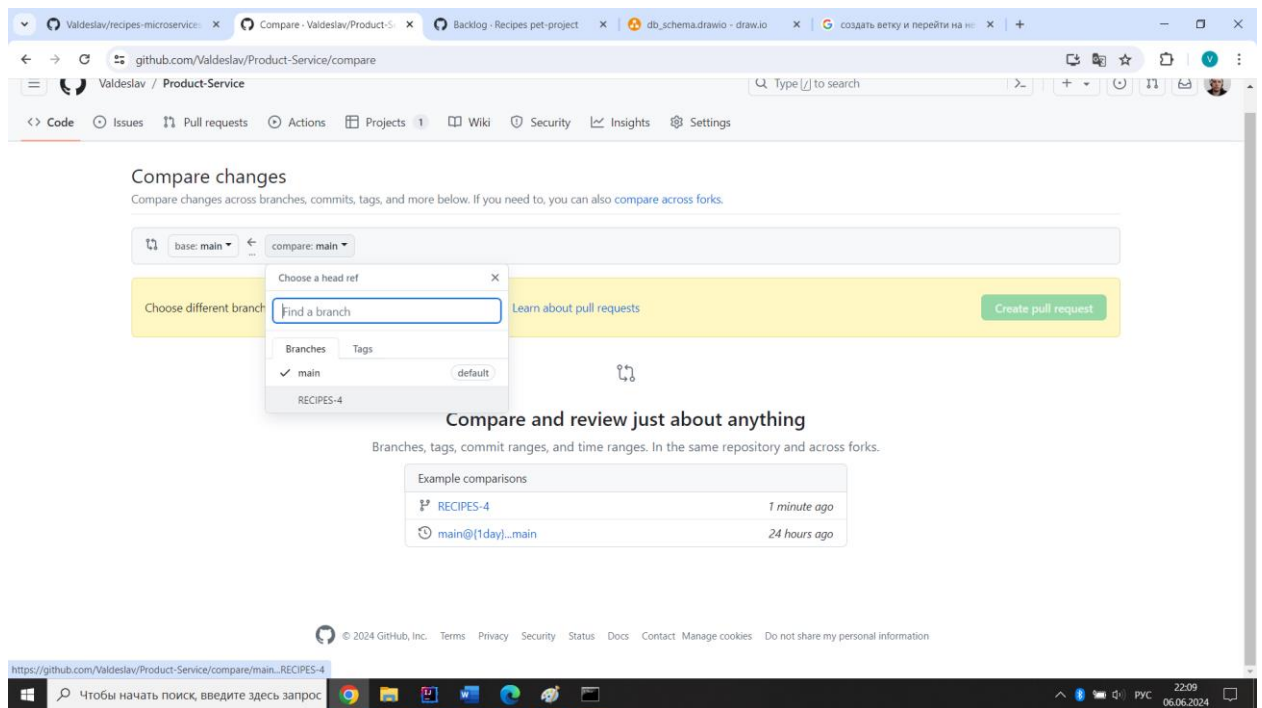 Valdeslav/recipes-microservice
Compare · Valdeslav/Product-S
Backlog · Recipes pet-project
db_schema.drawio - draw.io
создать ветку и перейти на не
github.com/Valdeslav/Product-Service/compare
V
Valdeslav / Product-Service
Type [/] to search
<> Code
Issues
Pull requests
Actions
Projects 1
Wiki
Security
Insights
Settings
Compare changes
Compare changes across branches, commits, tags, and more below. If you need to, you can also compare across forks.
base: main
...
compare: main
Choose a head ref
Choose different branch
Find a branch
Learn about pull requests
Create pull request
Branches
Tags
main
default
RECIPES-4
Compare and review just about anything
Branches, tags, commit ranges, and time ranges. In the same repository and across forks.
Example comparisons
RECIPES-4
1 minute ago
main@{1day}...main
24 hours ago
© 2024 GitHub, Inc.
Terms
Privacy
Security
Status
Docs
Contact
Manage cookies
Do not share my personal information
https://github.com/Valdeslav/Product-Service/compare/main...RECIPES-4
Чтобы начать поиск, введите здесь запрос
РУС
22:09
06.06.2024